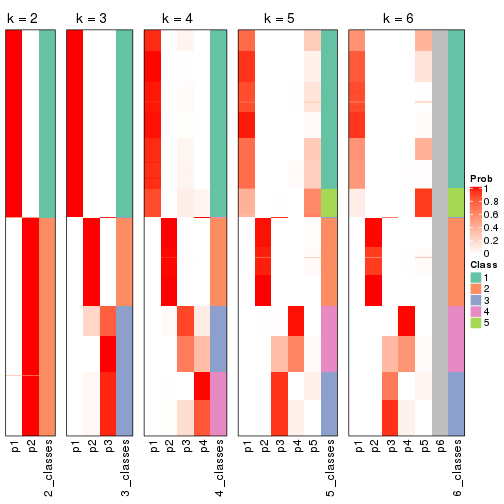 k = 2
k = 3
k = 4
k = 5
k = 6
p1
p2
2_classes
p1
p2
p3
3_classes
p1
p2
p3
p4
4_classes
p1
p2
p3
p4
p5
5_classes
p1
p2
p3
p4
p5
p6
6_classes
Prob
1
0.8
0.6
0.4
0.2
0
Class
1
2
3
4
5